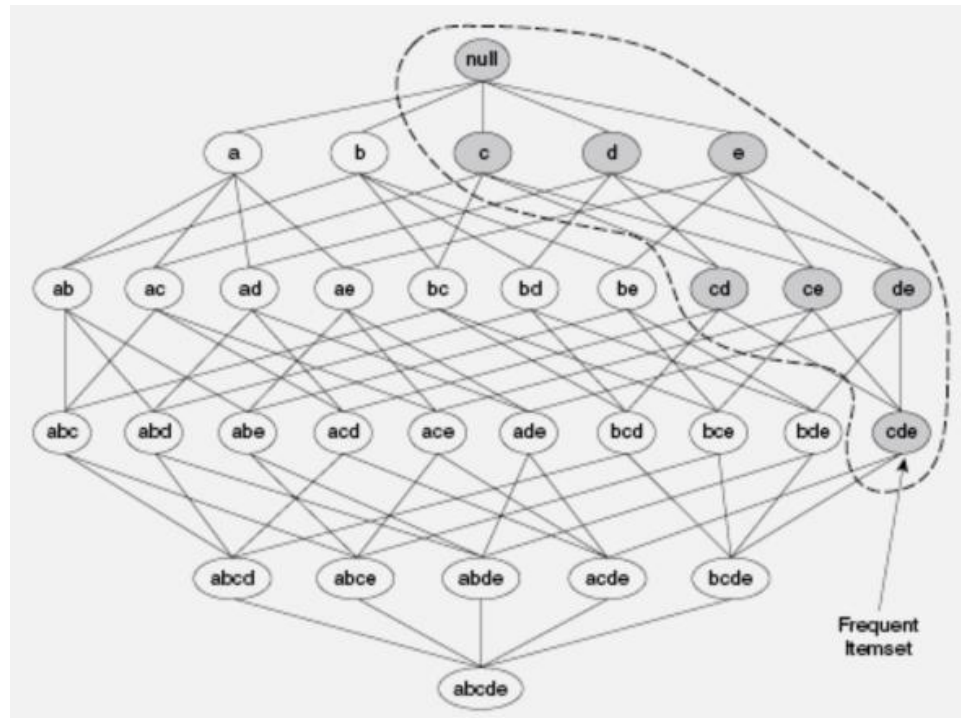 null
a b c d e
ab ac ad ae bc bd be cd ce de
abc abd abe acd ace ade bcd bce bde cde
abcd abce abde acde bcde
Frequent
Itemset
abcde